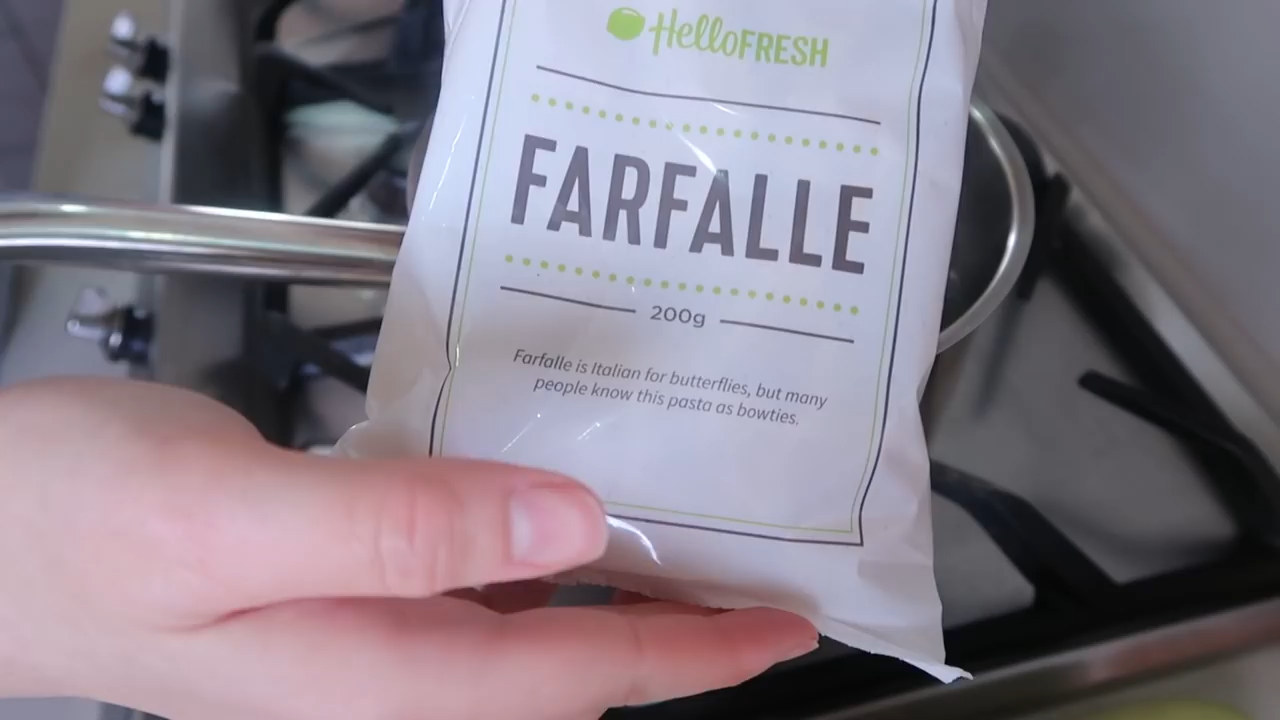 HelloFRESH
FARFALLE
200g
Farfalle is Italian for butterflies, but many
people know this pasta as bowties.